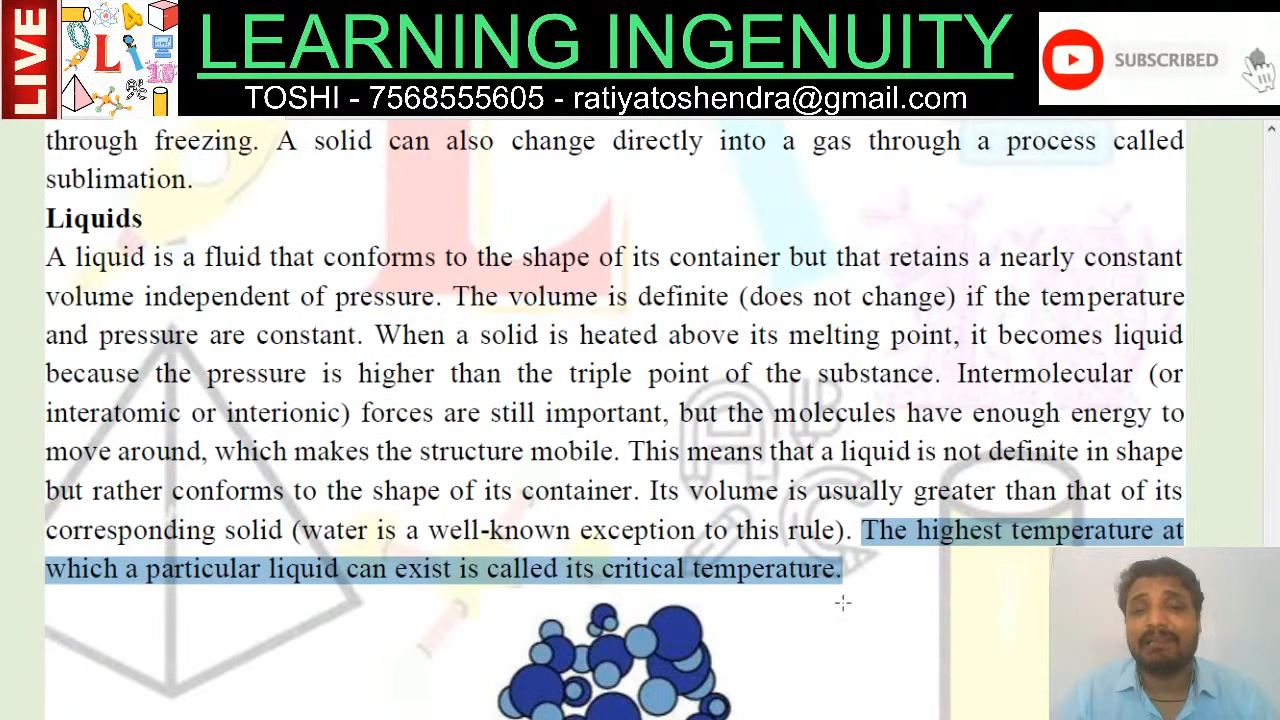 LIVE
LEARNING INGENUITY
TOSHI - 7568555605 - ratiyatoshendra@gmail.com
SUBSCRIBED
through freezing. A solid can also change directly into a gas through a process called
sublimation.
Liquids
A liquid is a fluid that conforms to the shape of its container but that retains a nearly constant
volume independent of pressure. The volume is definite (does not change) if the temperature
and pressure are constant. When a solid is heated above its melting point, it becomes liquid
because the pressure is higher than the triple point of the substance. Intermolecular (or
interatomic or interionic) forces are still important, but the molecules have enough energy to
move around, which makes the structure mobile. This means that a liquid is not definite in shape
but rather conforms to the shape of its container. Its volume is usually greater than that of its
corresponding solid (water is a well-known exception to this rule). The highest temperature at
which a particular liquid can exist is called its critical temperature.